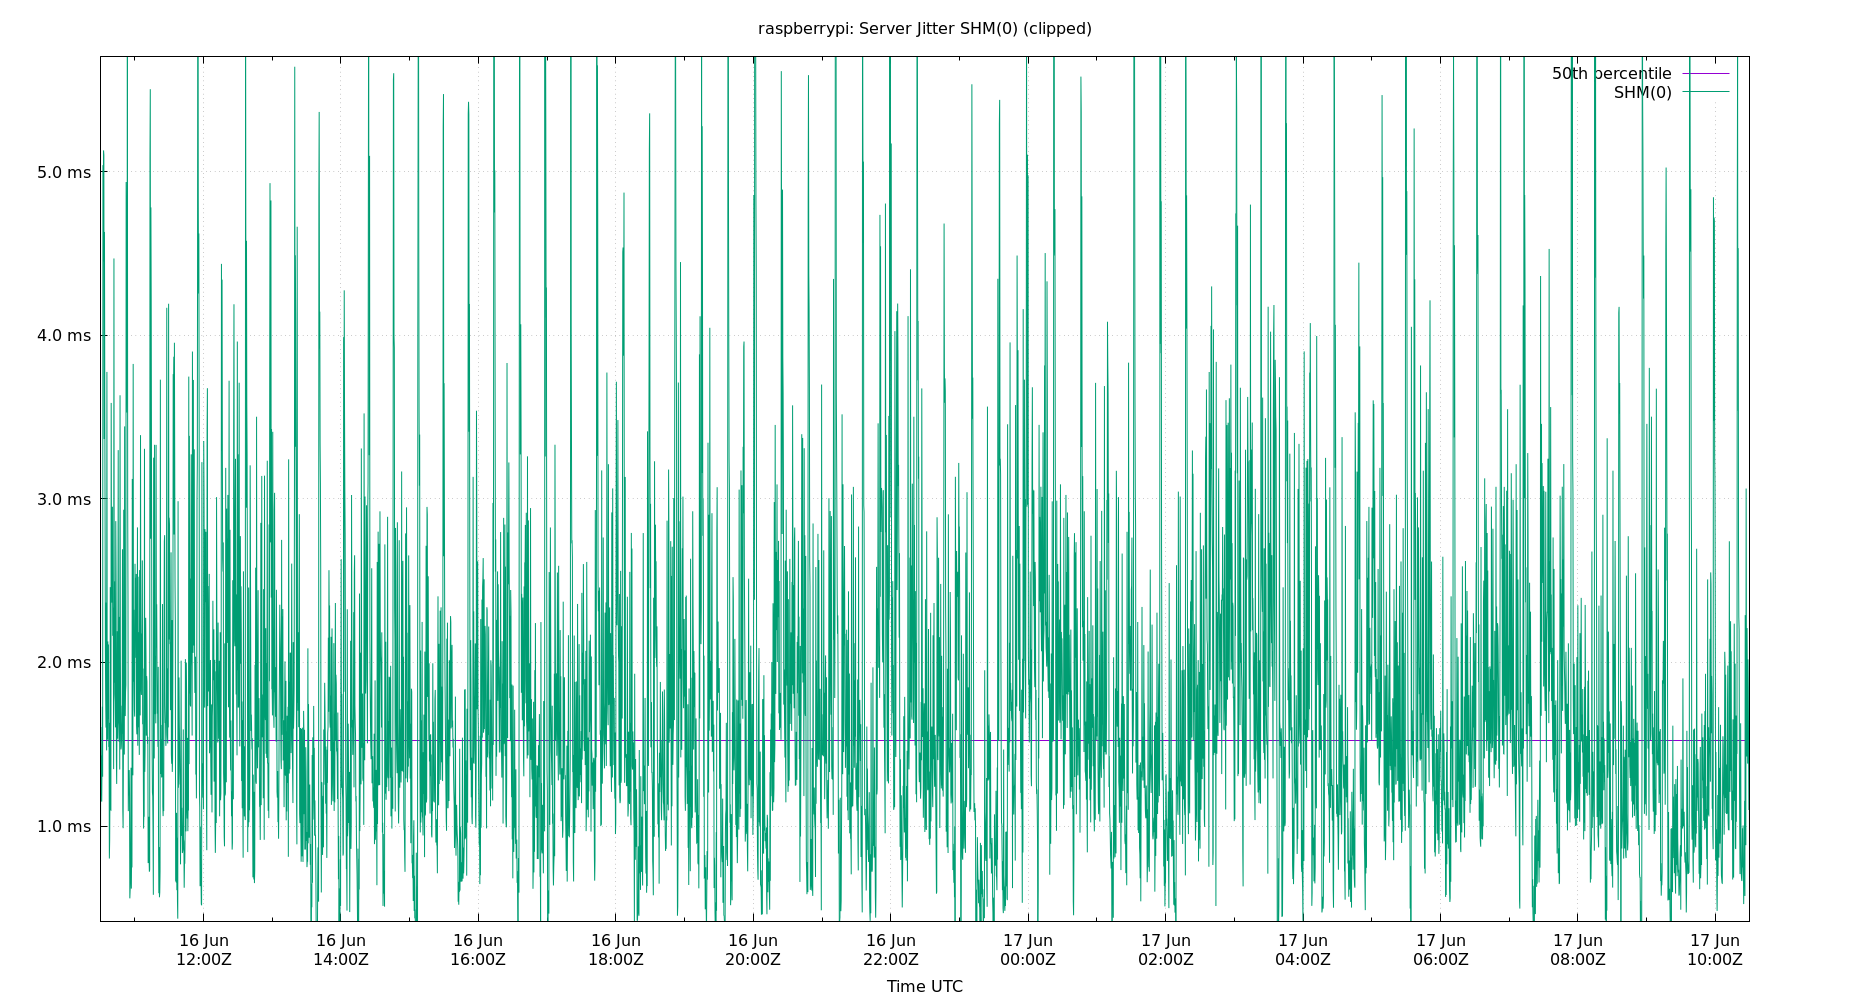 raspberrypi: Server Jitter SHM(0) (clipped)
50th percentile
SHM(0)
5.0 ms
4.0 ms
3.0 ms
2.0 ms
1.0 ms
16 Jun 16 Jun 16 Jun 16 Jun 16 Jun 16 Jun 17 Jun 17 Jun 17 Jun 17 Jun 17 Jun 17 Jun
12:00Z 14:00Z 16:00Z 18:00Z 20:00Z 22:00Z 00:00Z 02:00Z 04:00Z 06:00Z 08:00Z 10:00Z
Time UTC